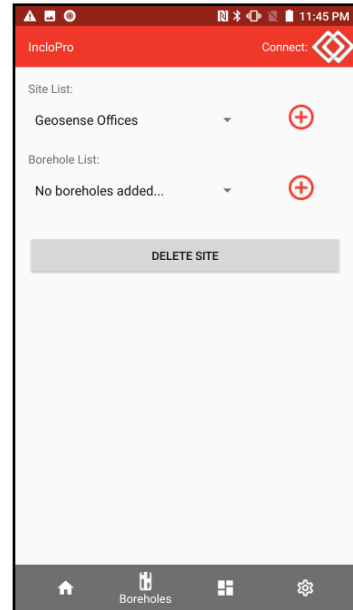 11:45 PM
IncloPro
Connect:
Site List:
Geosense Offices
Borehole List:
No boreholes added...
DELETE SITE
Boreholes